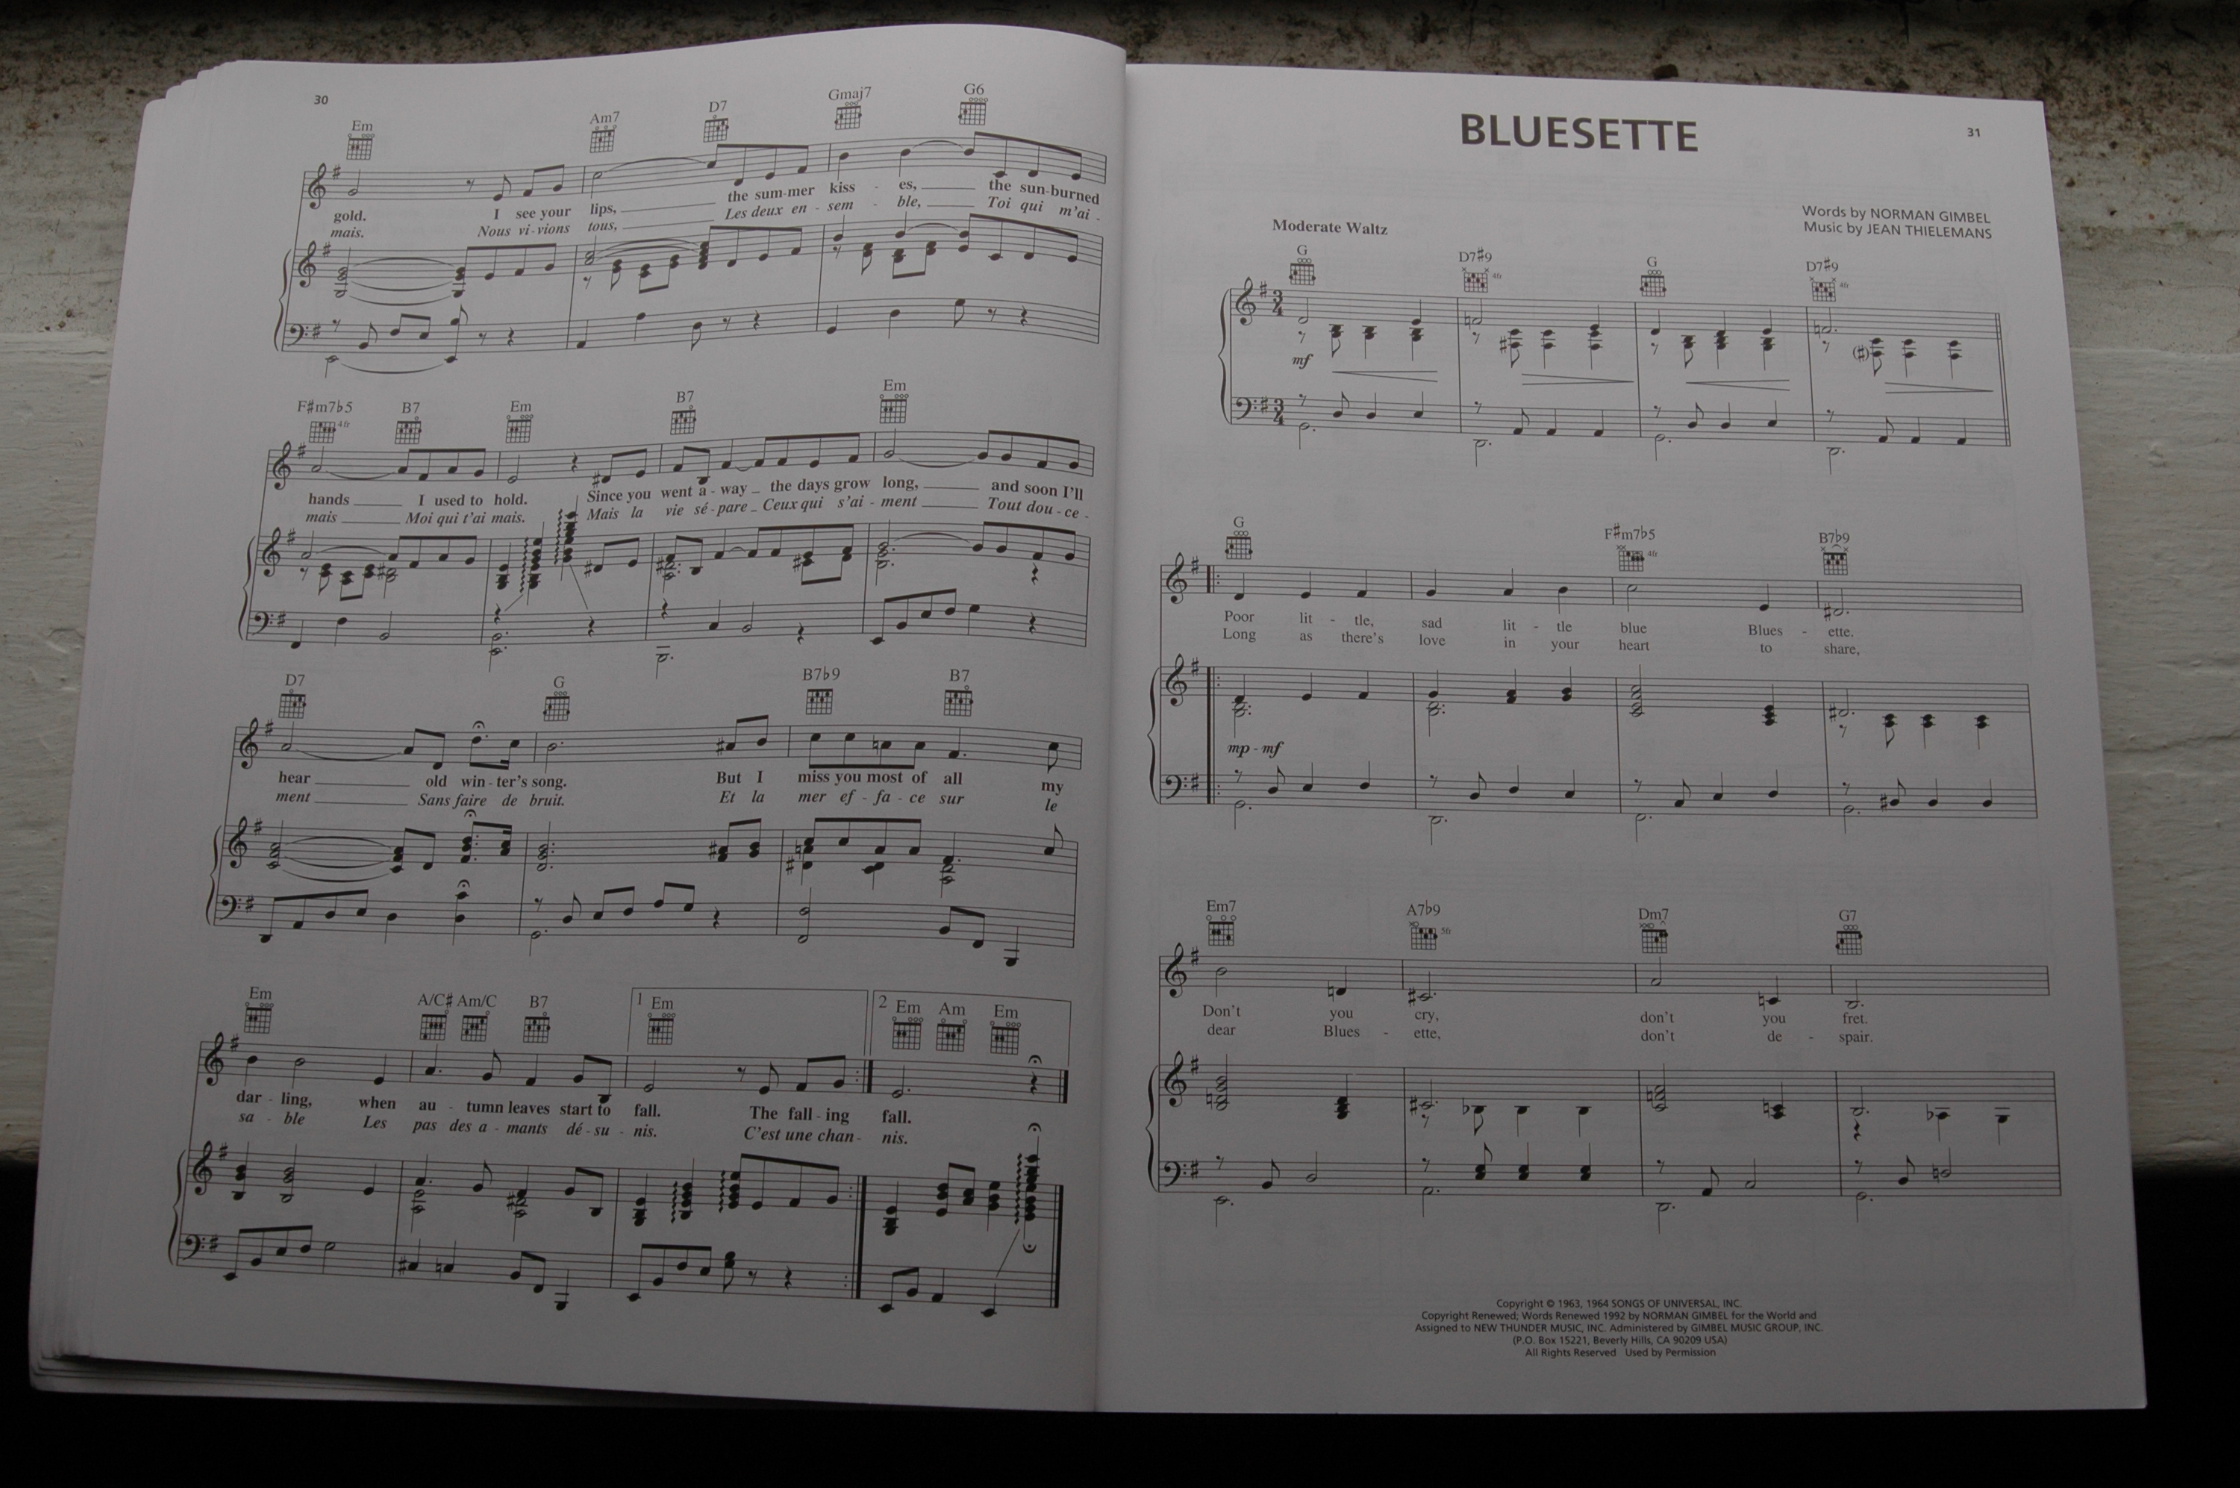 30
Em Am7 D7 Gmaj7 G6
gold. I see your lips, the sum-mer kiss - es, the sun-burned
mais. Nous vi-vions tous, Les deux en - sem - ble, Toi qui m'ai -
F#m7b5 4fr B7 Em B7 Em
hands I used to hold. Since you went a - way the days grow long, and soon I'll
mais Moi qui t'ai mais. Mais la vie sé - pare Ceux qui s'ai - ment Tout dou - ce -
D7 G B7b9 B7
hear old win - ter's song. But I miss you most of all my
ment Sans faire de bruit. Et la mer ef - fa - ce sur le
Em A/C# Am/C B7 1 Em 2 Em Am Em
dar - ling, when au - tumn leaves start to fall. The fall - ing fall.
sa - ble Les pas des a - mants dé - su - nis. C'est une chan - nis.
BLUESETTE
31
Words by NORMAN GIMBEL
Music by JEAN THIELEMANS
Moderate Waltz
G D7#9 4fr G D7#9 4fr
3
4
mf
3
4
G F#m7b5 4fr B7b9
Poor lit - tle, sad lit - tle blue Blues - ette.
Long as there's love in your heart to share,
mp - mf
Em7 A7b9 5fr Dm7 G7
Don't you cry, don't you fret.
dear Blues - ette, don't de - spair.
Copyright © 1963, 1964 SONGS OF UNIVERSAL, INC.
Copyright Renewed; Words Renewed 1992 by NORMAN GIMBEL for the World and
Assigned to NEW THUNDER MUSIC, INC. Administered by GIMBEL MUSIC GROUP, INC.
(P.O. Box 15221, Beverly Hills, CA 90209 USA)
All Rights Reserved Used by Permission